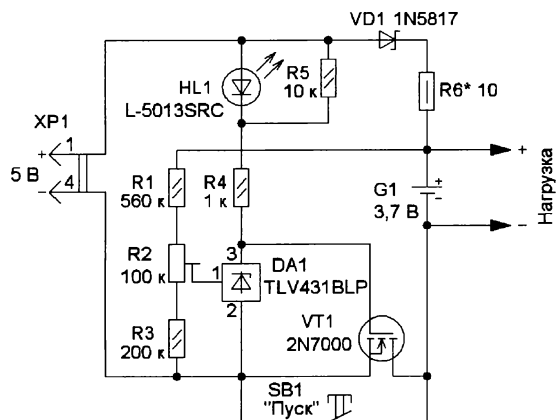 VD1 1N5817
HL1
L-5013SRC
R5
10 к
R6* 10
XP1
+ 1
5 В
− 4
R1
560 к
R4
1 к
+
G1
+
−
3,7 В
−
Нагрузка
R2
100 к
3
1
2
DA1
TLV431BLP
R3
200 к
VT1
2N7000
SB1
"Пуск"